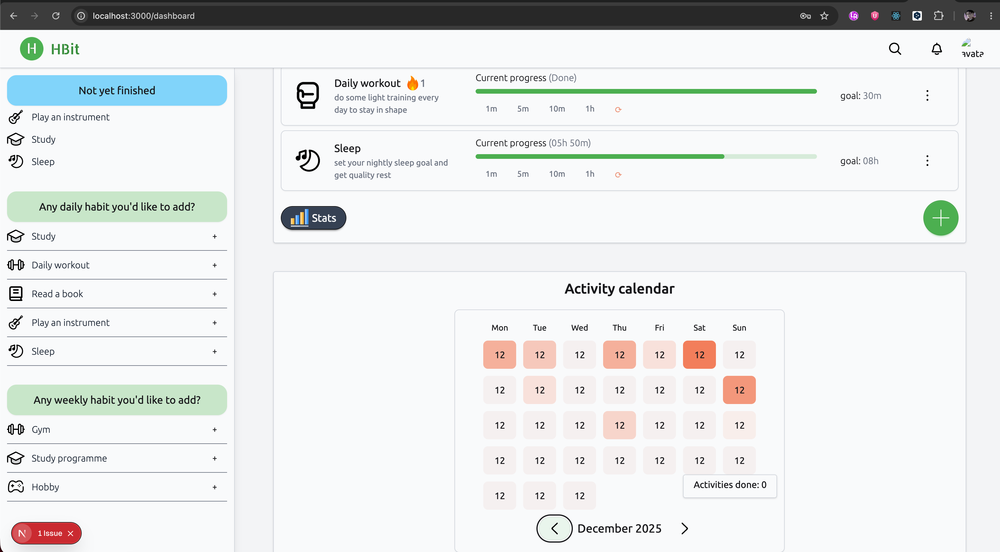 localhost:3000/dashboard
H HBit
avata
Not yet finished
Play an instrument
Study
Sleep
Any daily habit you'd like to add?
Study +
Daily workout +
Read a book +
Play an instrument +
Sleep +
Any weekly habit you'd like to add?
Gym +
Study programme +
Hobby +
N 1 Issue
Daily workout 🔥1
do some light training every
day to stay in shape
Current progress (Done)
1m 5m 10m 1h ⟳
goal: 30m
Sleep
set your nightly sleep goal and
get quality rest
Current progress (05h 50m)
1m 5m 10m 1h ⟳
goal: 08h
Stats
Activity calendar
Mon Tue Wed Thu Fri Sat Sun
12 12 12 12 12 12 12
12 12 12 12 12 12 12
12 12 12 12 12 12 12
12 12 12 12 12 12 12
12 12 12
Activities done: 0
December 2025